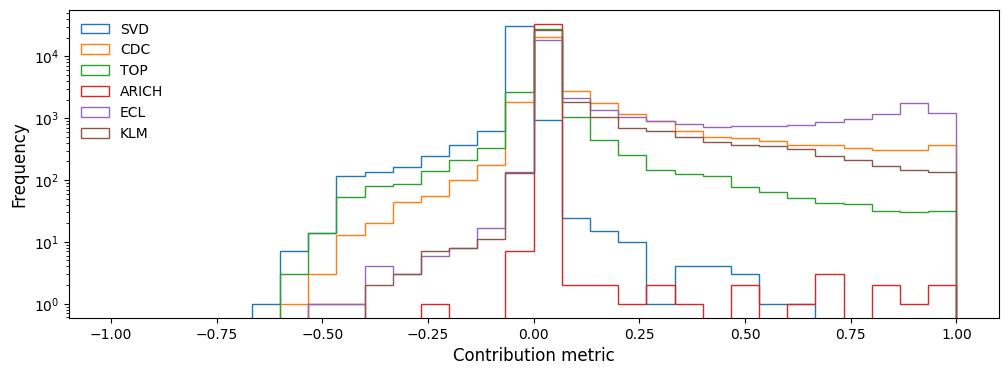 SVD
CDC
TOP
ARICH
ECL
KLM
Frequency
10⁴
10³
10²
10¹
10⁰
−1.00 −0.75 −0.50 −0.25 0.00 0.25 0.50 0.75 1.00
Contribution metric